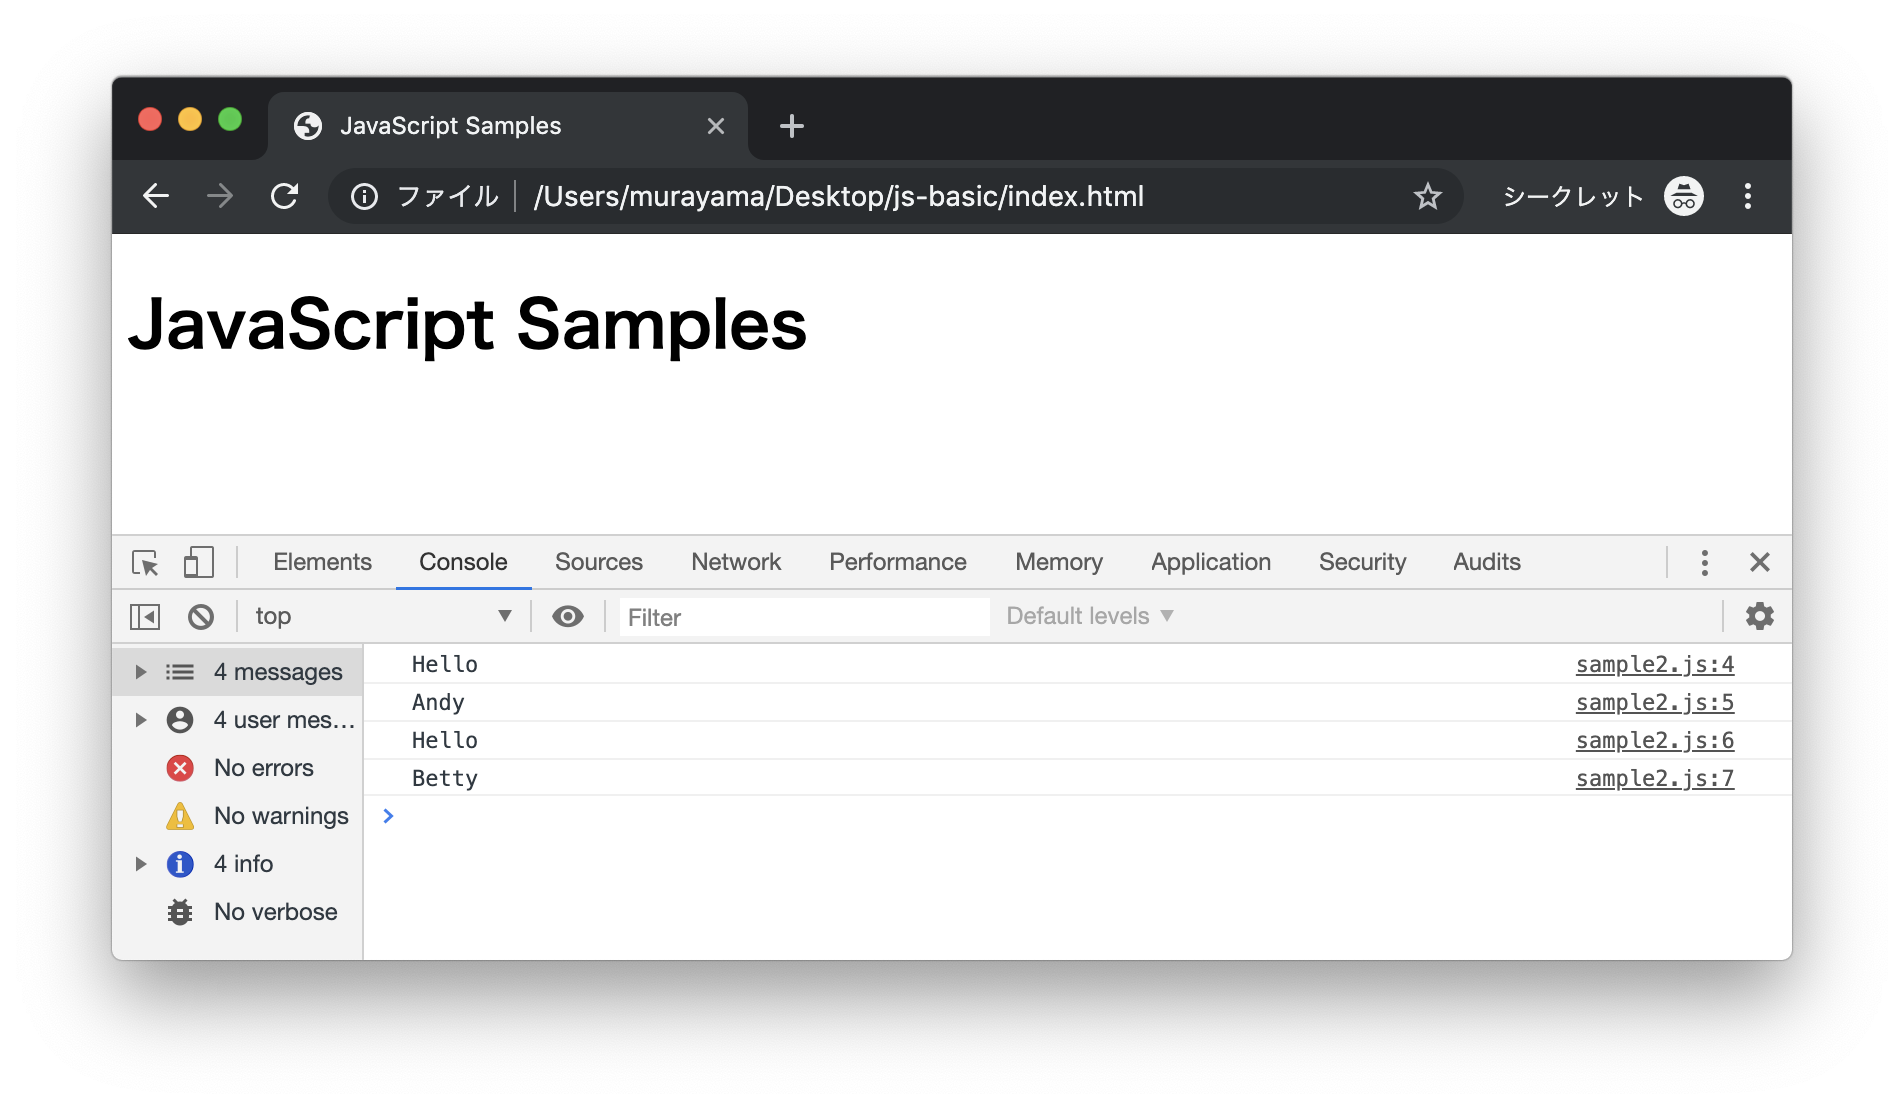 JavaScript Samples
ファイル /Users/murayama/Desktop/js-basic/index.html シークレット
JavaScript Samples
Elements Console Sources Network Performance Memory Application Security Audits
top Filter Default levels
4 messages
4 user mes…
No errors
No warnings
4 info
No verbose
Hello sample2.js:4
Andy sample2.js:5
Hello sample2.js:6
Betty sample2.js:7